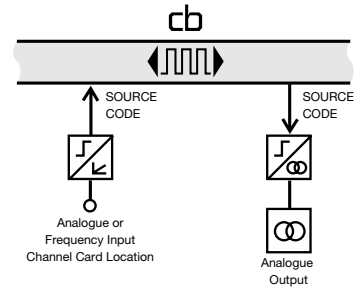 cb
SOURCE
CODE
SOURCE
CODE
Analogue or
Frequency Input
Channel Card Location
Analogue
Output